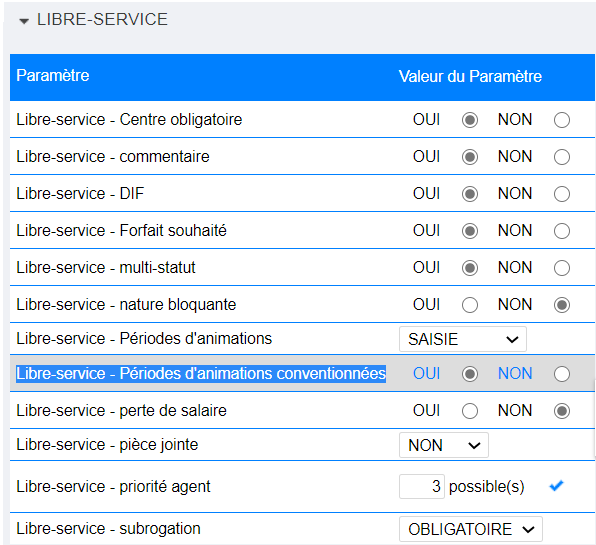 LIBRE-SERVICE
Paramètre Valeur du Paramètre
Libre-service - Centre obligatoire OUI NON
Libre-service - commentaire OUI NON
Libre-service - DIF OUI NON
Libre-service - Forfait souhaité OUI NON
Libre-service - multi-statut OUI NON
Libre-service - nature bloquante OUI NON
Libre-service - Périodes d'animations SAISIE
Libre-service - Périodes d'animations conventionnées OUI NON
Libre-service - perte de salaire OUI NON
Libre-service - pièce jointe NON
Libre-service - priorité agent 3 possible(s)
Libre-service - subrogation OBLIGATOIRE